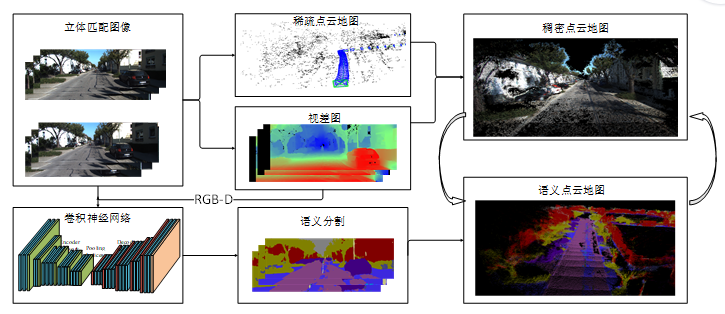 立体匹配图像
稀疏点云地图
稠密点云地图
视差图
RGB-D
卷积神经网络
语义分割
语义点云地图
Pooling